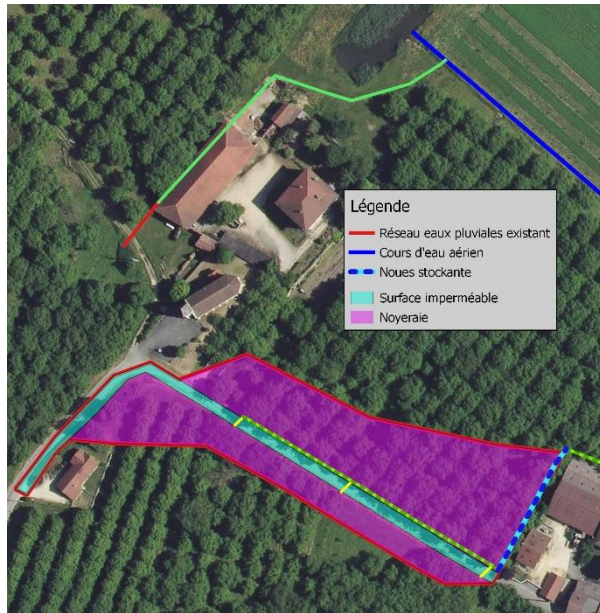 Légende
Réseau eaux pluviales existant
Cours d'eau aérien
Noues stockante
Surface imperméable
Noyeraie